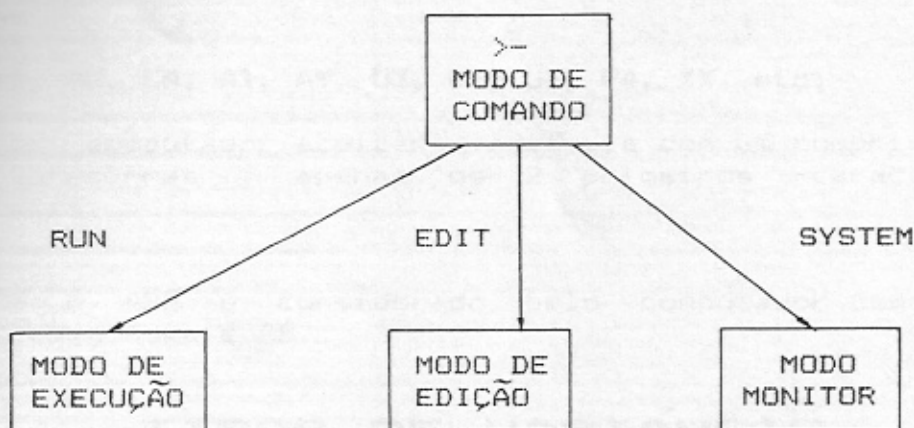 >-
MODO DE
COMANDO
RUN
EDIT
SYSTEM
MODO DE
EXECUÇÃO
MODO DE
EDIÇÃO
MODO
MONITOR